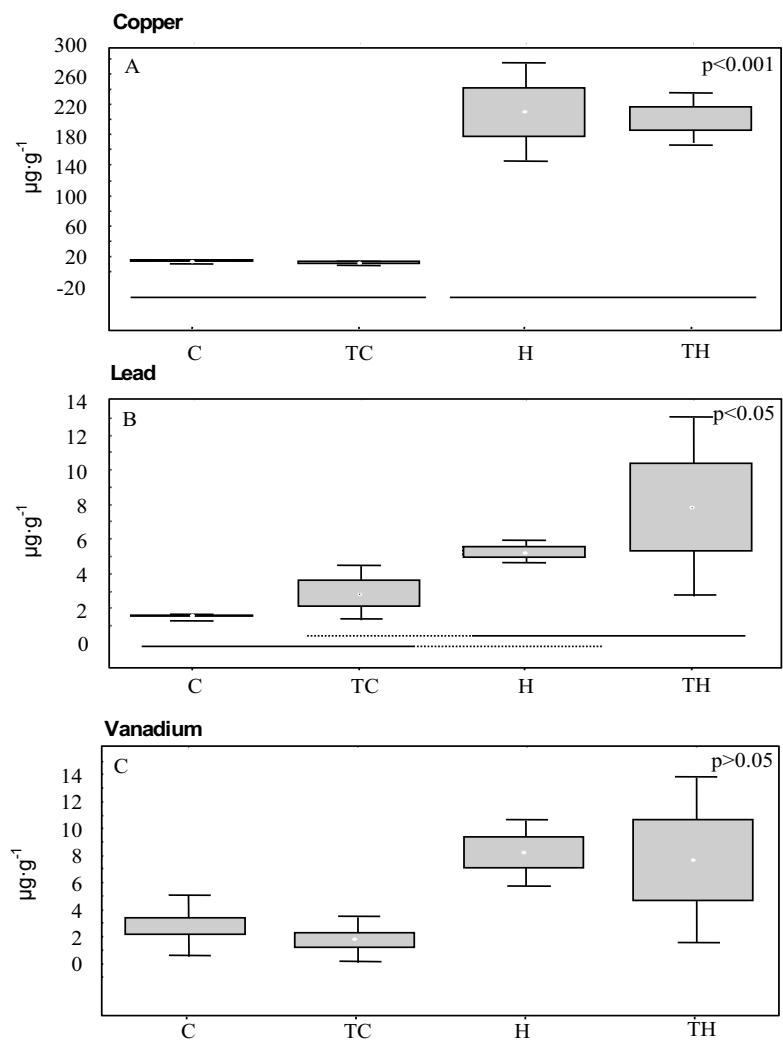 Copper
300
260
220
180
140
100
60
20
-20
µg·g⁻¹
A
p<0.001
C TC H TH
Lead
14
12
10
8
6
4
2
0
µg·g⁻¹
B
p<0.05
C TC H TH
Vanadium
14
12
10
8
6
4
2
0
µg·g⁻¹
C
p>0.05
C TC H TH